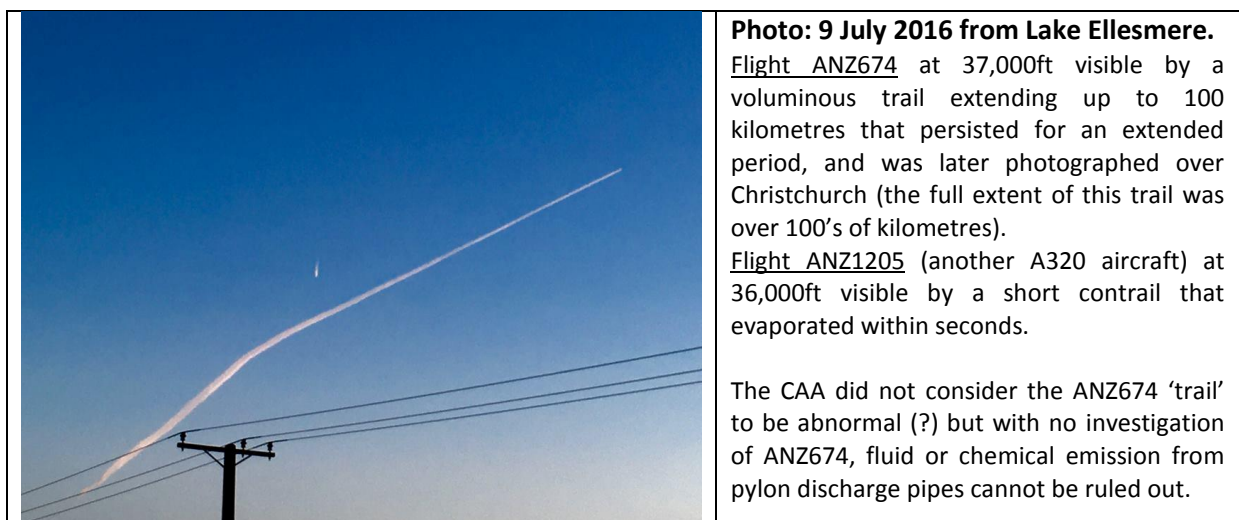 Photo: 9 July 2016 from Lake Ellesmere.
Flight ANZ674 at 37,000ft visible by a
voluminous trail extending up to 100
kilometres that persisted for an extended
period, and was later photographed over
Christchurch (the full extent of this trail was
over 100’s of kilometres).
Flight ANZ1205 (another A320 aircraft) at
36,000ft visible by a short contrail that
evaporated within seconds.
The CAA did not consider the ANZ674 ‘trail’
to be abnormal (?) but with no investigation
of ANZ674, fluid or chemical emission from
pylon discharge pipes cannot be ruled out.